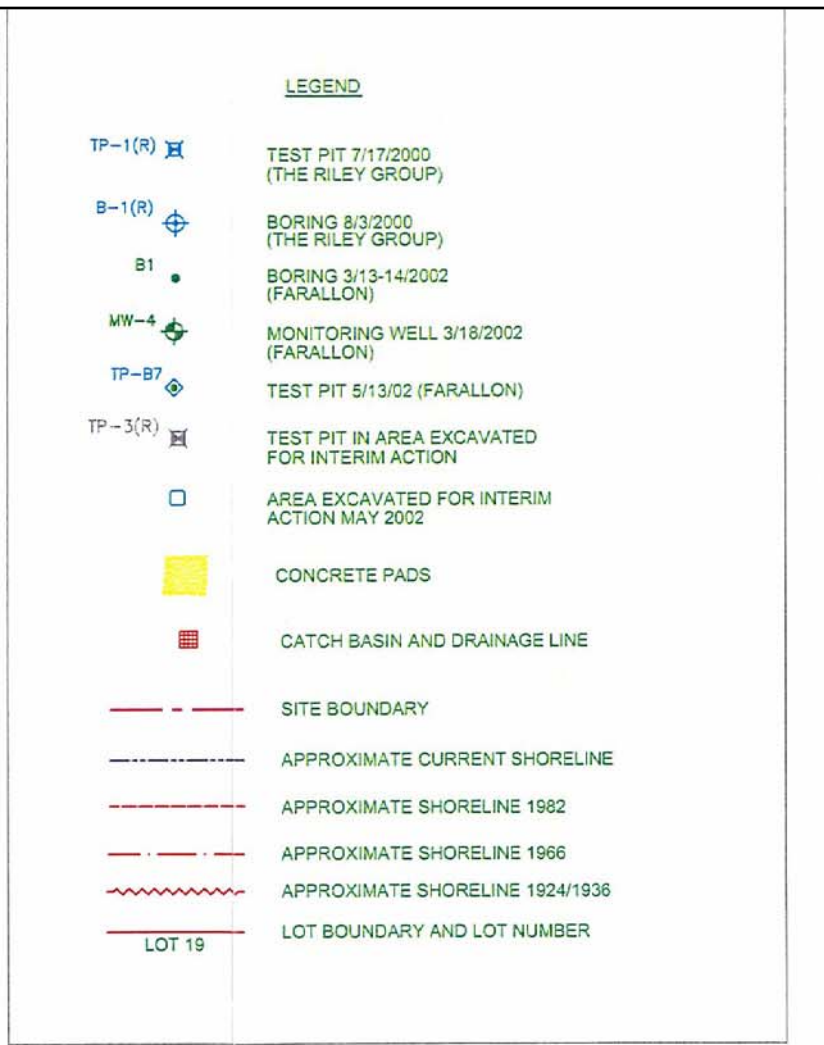 LEGEND
TP-1(R)
TEST PIT 7/17/2000
(THE RILEY GROUP)
B-1(R)
BORING 8/3/2000
(THE RILEY GROUP)
B1
BORING 3/13-14/2002
(FARALLON)
MW-4
MONITORING WELL 3/18/2002
(FARALLON)
TP-B7
TEST PIT 5/13/02 (FARALLON)
TP-3(R)
TEST PIT IN AREA EXCAVATED
FOR INTERIM ACTION
AREA EXCAVATED FOR INTERIM
ACTION MAY 2002
CONCRETE PADS
CATCH BASIN AND DRAINAGE LINE
SITE BOUNDARY
APPROXIMATE CURRENT SHORELINE
APPROXIMATE SHORELINE 1982
APPROXIMATE SHORELINE 1966
APPROXIMATE SHORELINE 1924/1936
LOT BOUNDARY AND LOT NUMBER
LOT 19